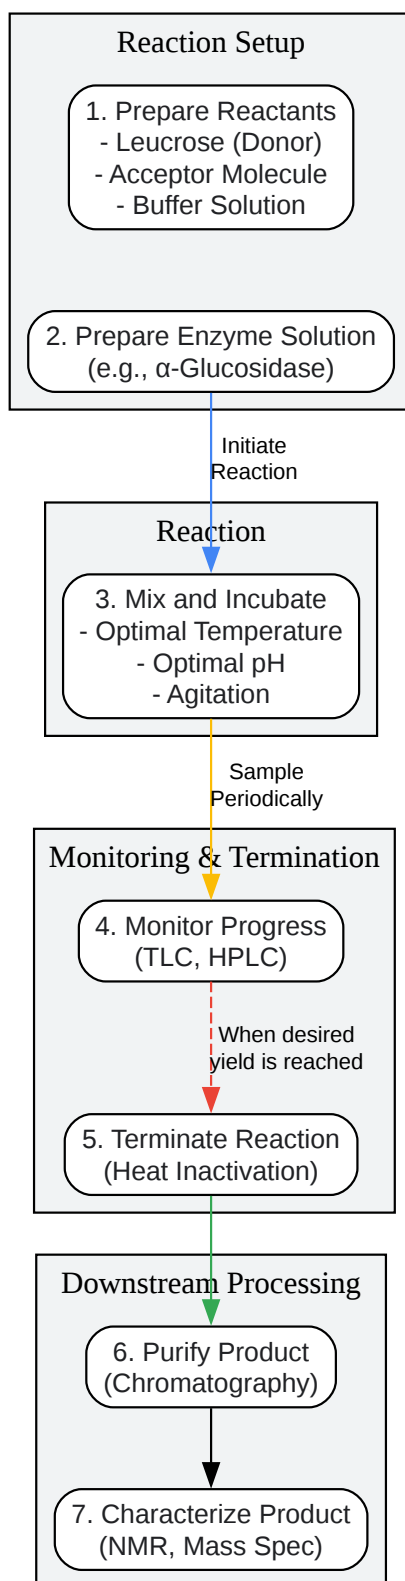 Reaction Setup
1. Prepare Reactants
- Leucrose (Donor)
- Acceptor Molecule
- Buffer Solution
2. Prepare Enzyme Solution
(e.g., α-Glucosidase)
Initiate
Reaction
Reaction
3. Mix and Incubate
- Optimal Temperature
- Optimal pH
- Agitation
Sample
Periodically
Monitoring & Termination
4. Monitor Progress
(TLC, HPLC)
When desired
yield is reached
5. Terminate Reaction
(Heat Inactivation)
Downstream Processing
6. Purify Product
(Chromatography)
7. Characterize Product
(NMR, Mass Spec)